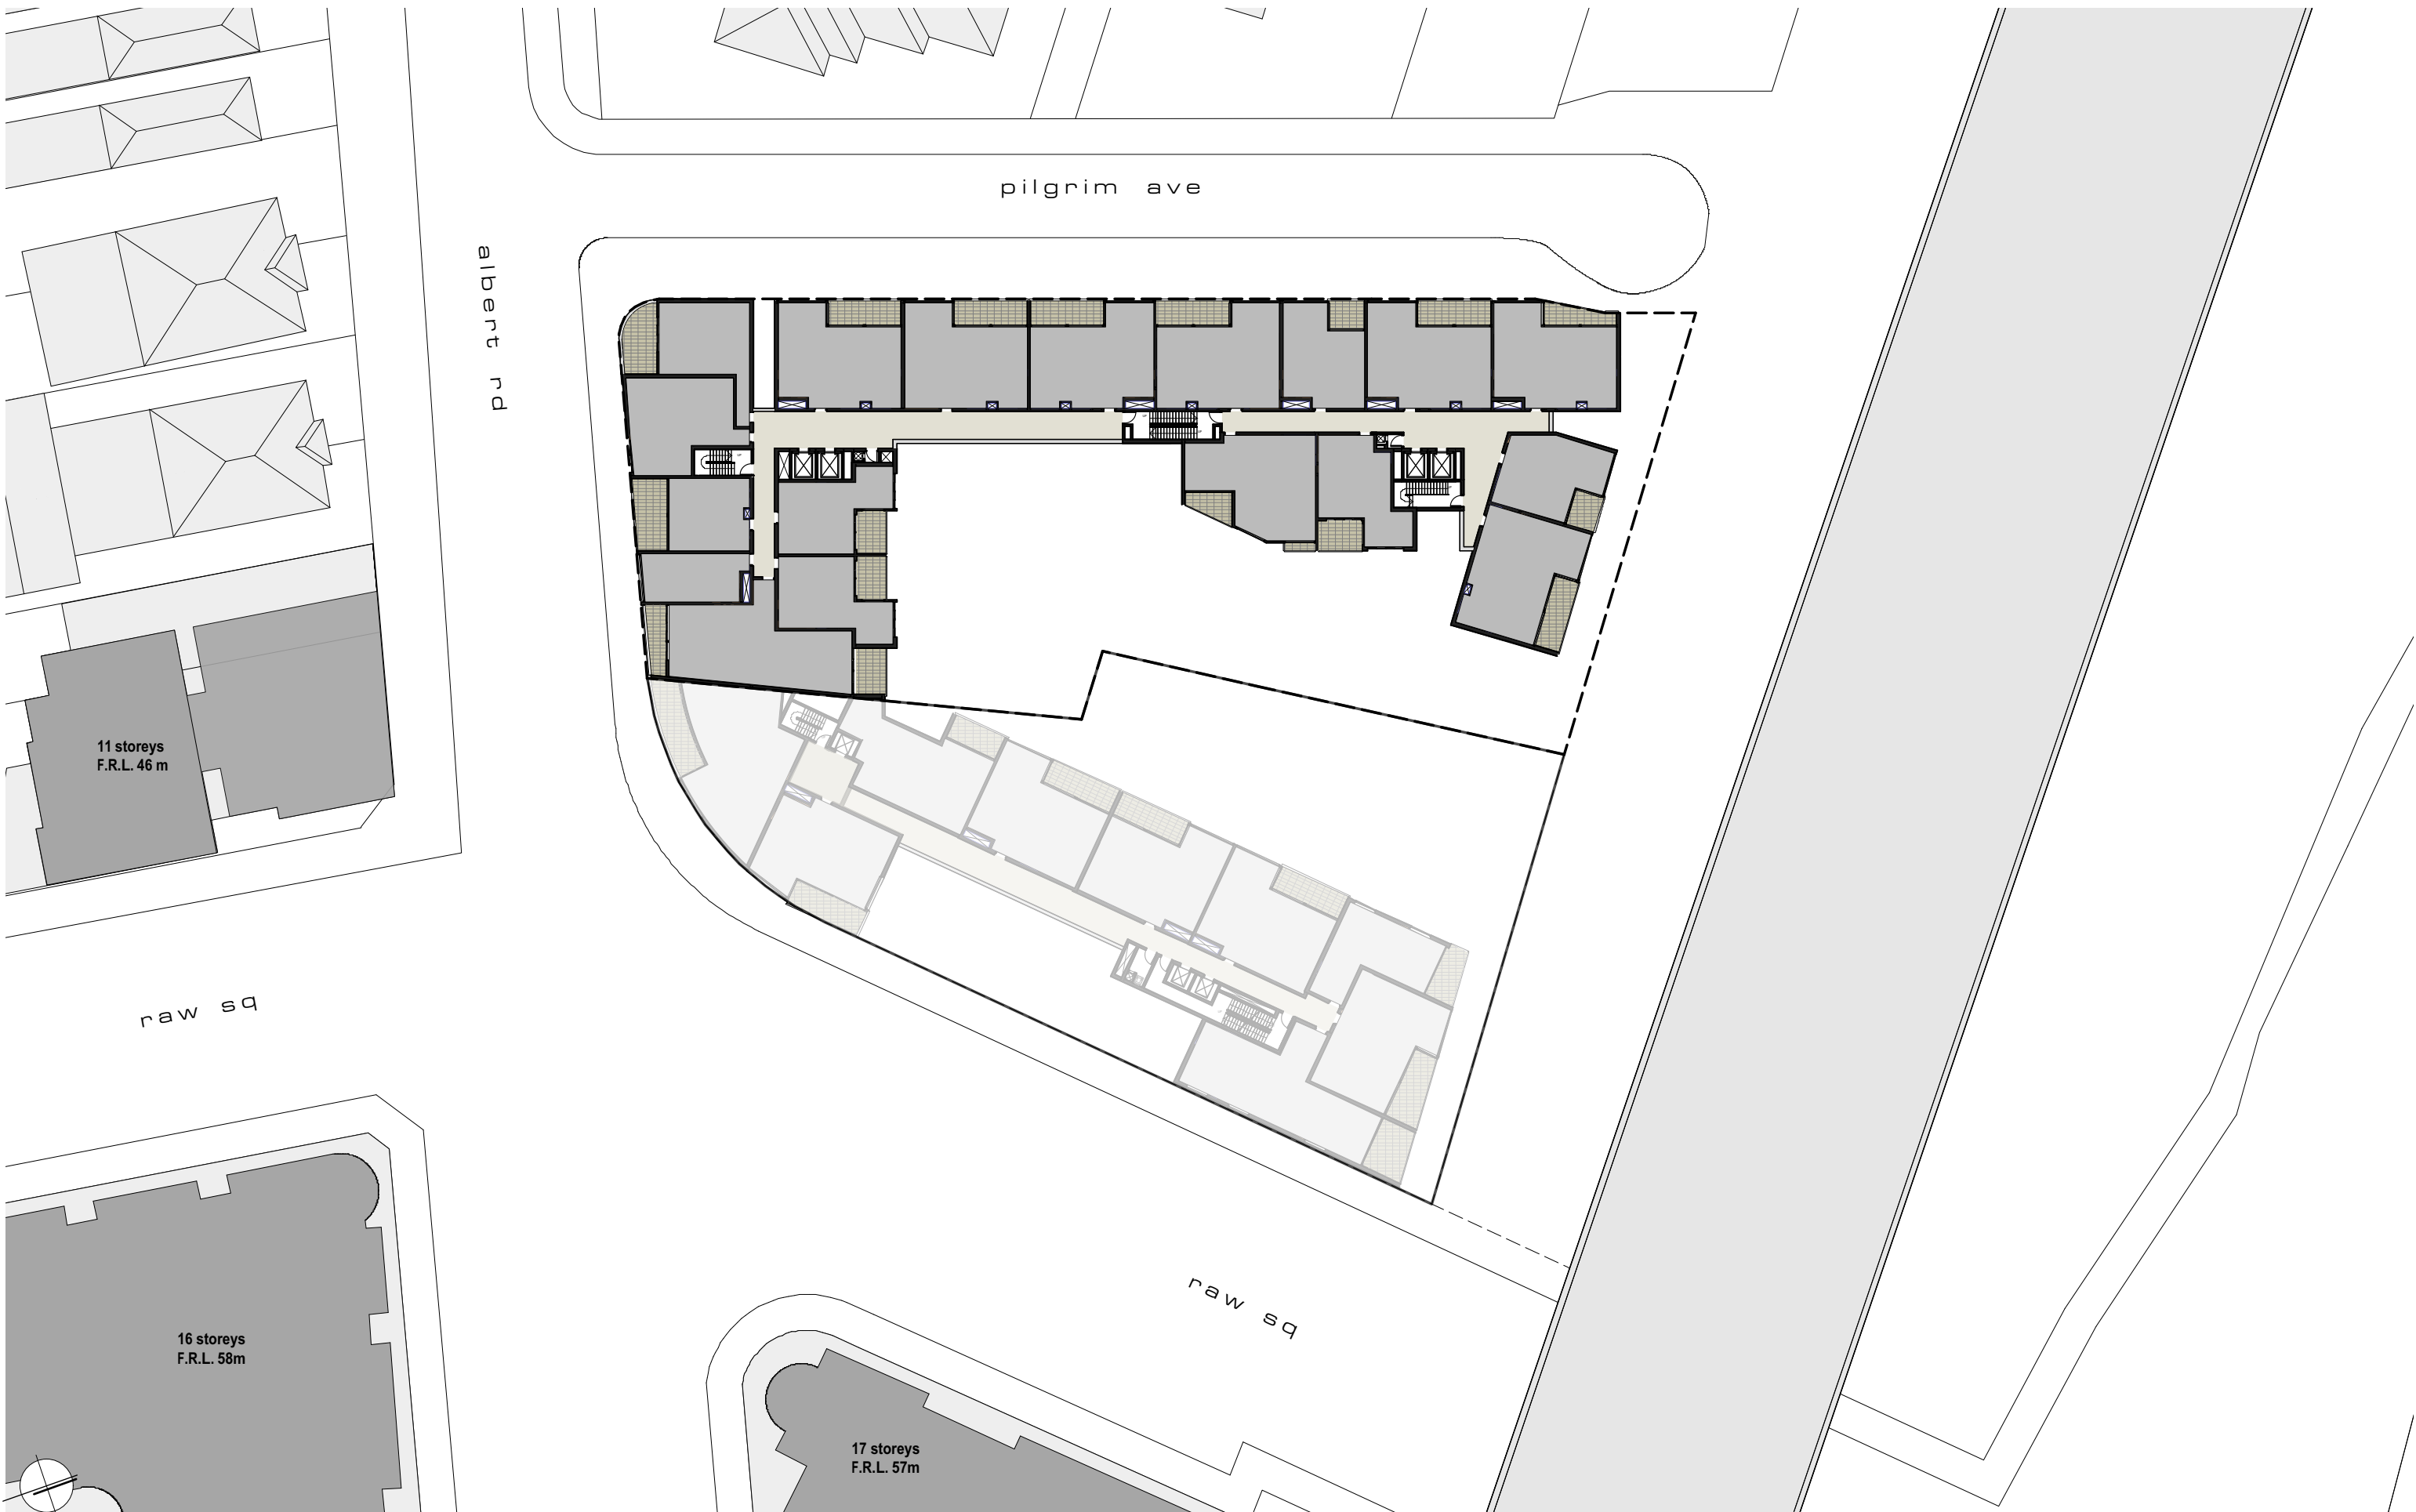 pilgrim ave
albert rd
11 storeys
F.R.L. 46 m
raw sq
raw sq
16 storeys
F.R.L. 58m
17 storeys
F.R.L. 57m